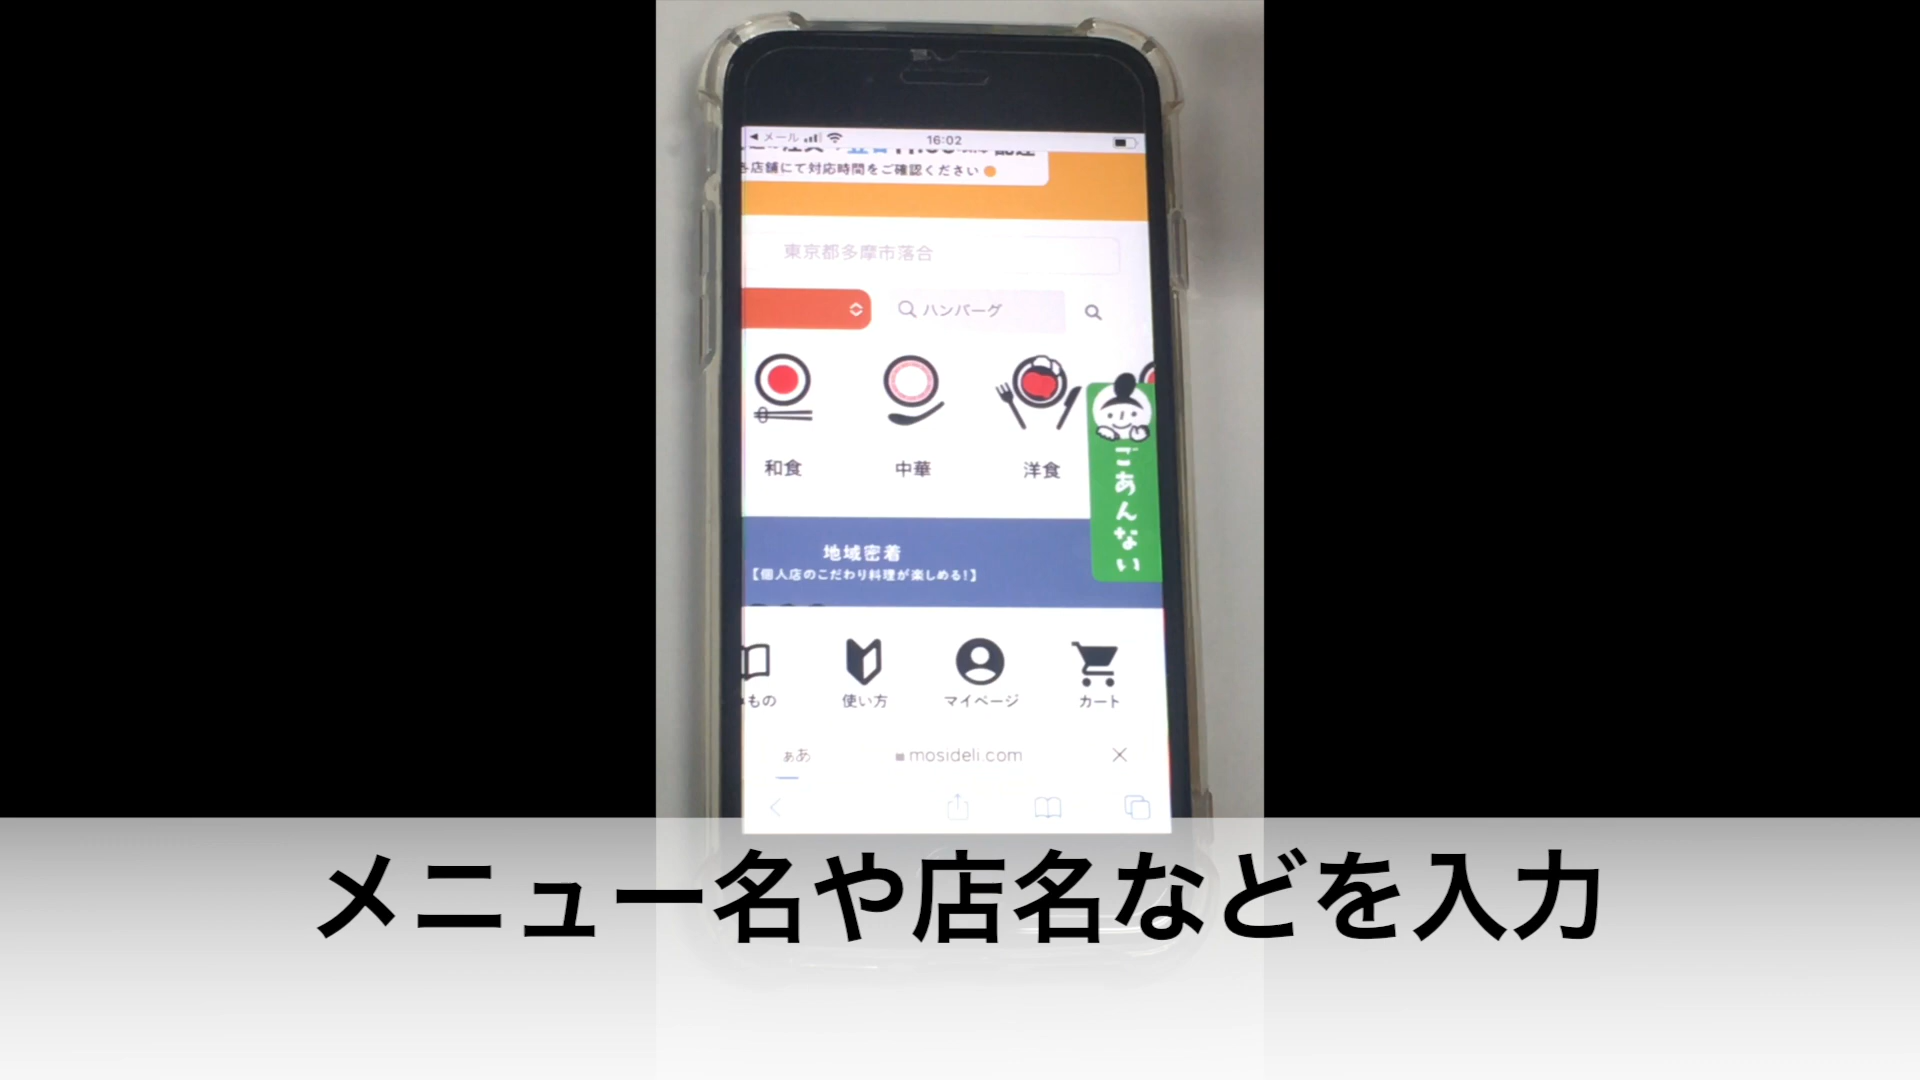 メール
16:02
各店舗にて対応時間をご確認ください
東京都多摩市落合
ハンバーグ
和食
中華
洋食
ごあんない
地域密着
【個人店のこだわり料理が楽しめる!】
もの
使い方
マイページ
カート
ぁあ
mosideli.com
メニュー名や店名などを入力